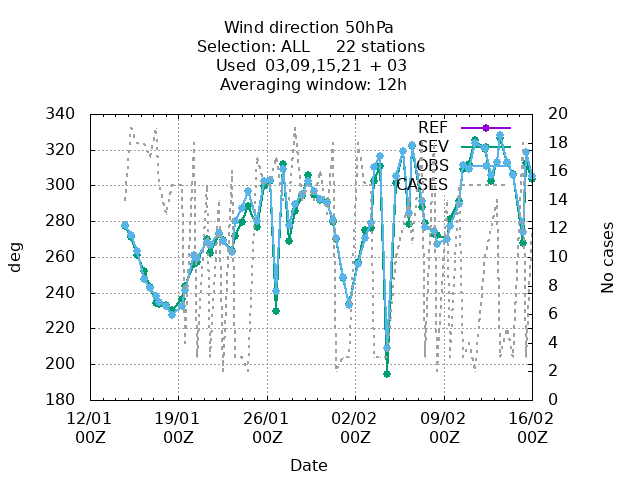 Wind direction 50hPa
Selection: ALL 22 stations
Used 03,09,15,21 + 03
Averaging window: 12h
340
320
300
280
260
240
220
200
180
deg
20
18
16
14
12
10
8
6
4
2
0
No cases
REF
SEV
OBS
CASES
12/01 19/01 26/01 02/02 09/02 16/02
00Z 00Z 00Z 00Z 00Z 00Z
Date